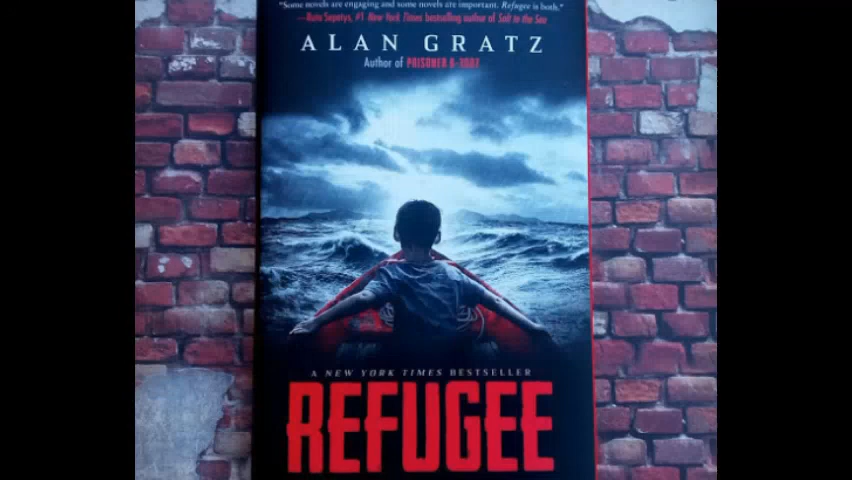 "Some novels are engaging and some novels are important. Refugee is both."
—Ruta Sepetys, #1 New York Times bestselling author of Salt to the Sea
ALAN GRATZ
Author of PRISONER B-3087
A NEW YORK TIMES BESTSELLER
REFUGEE